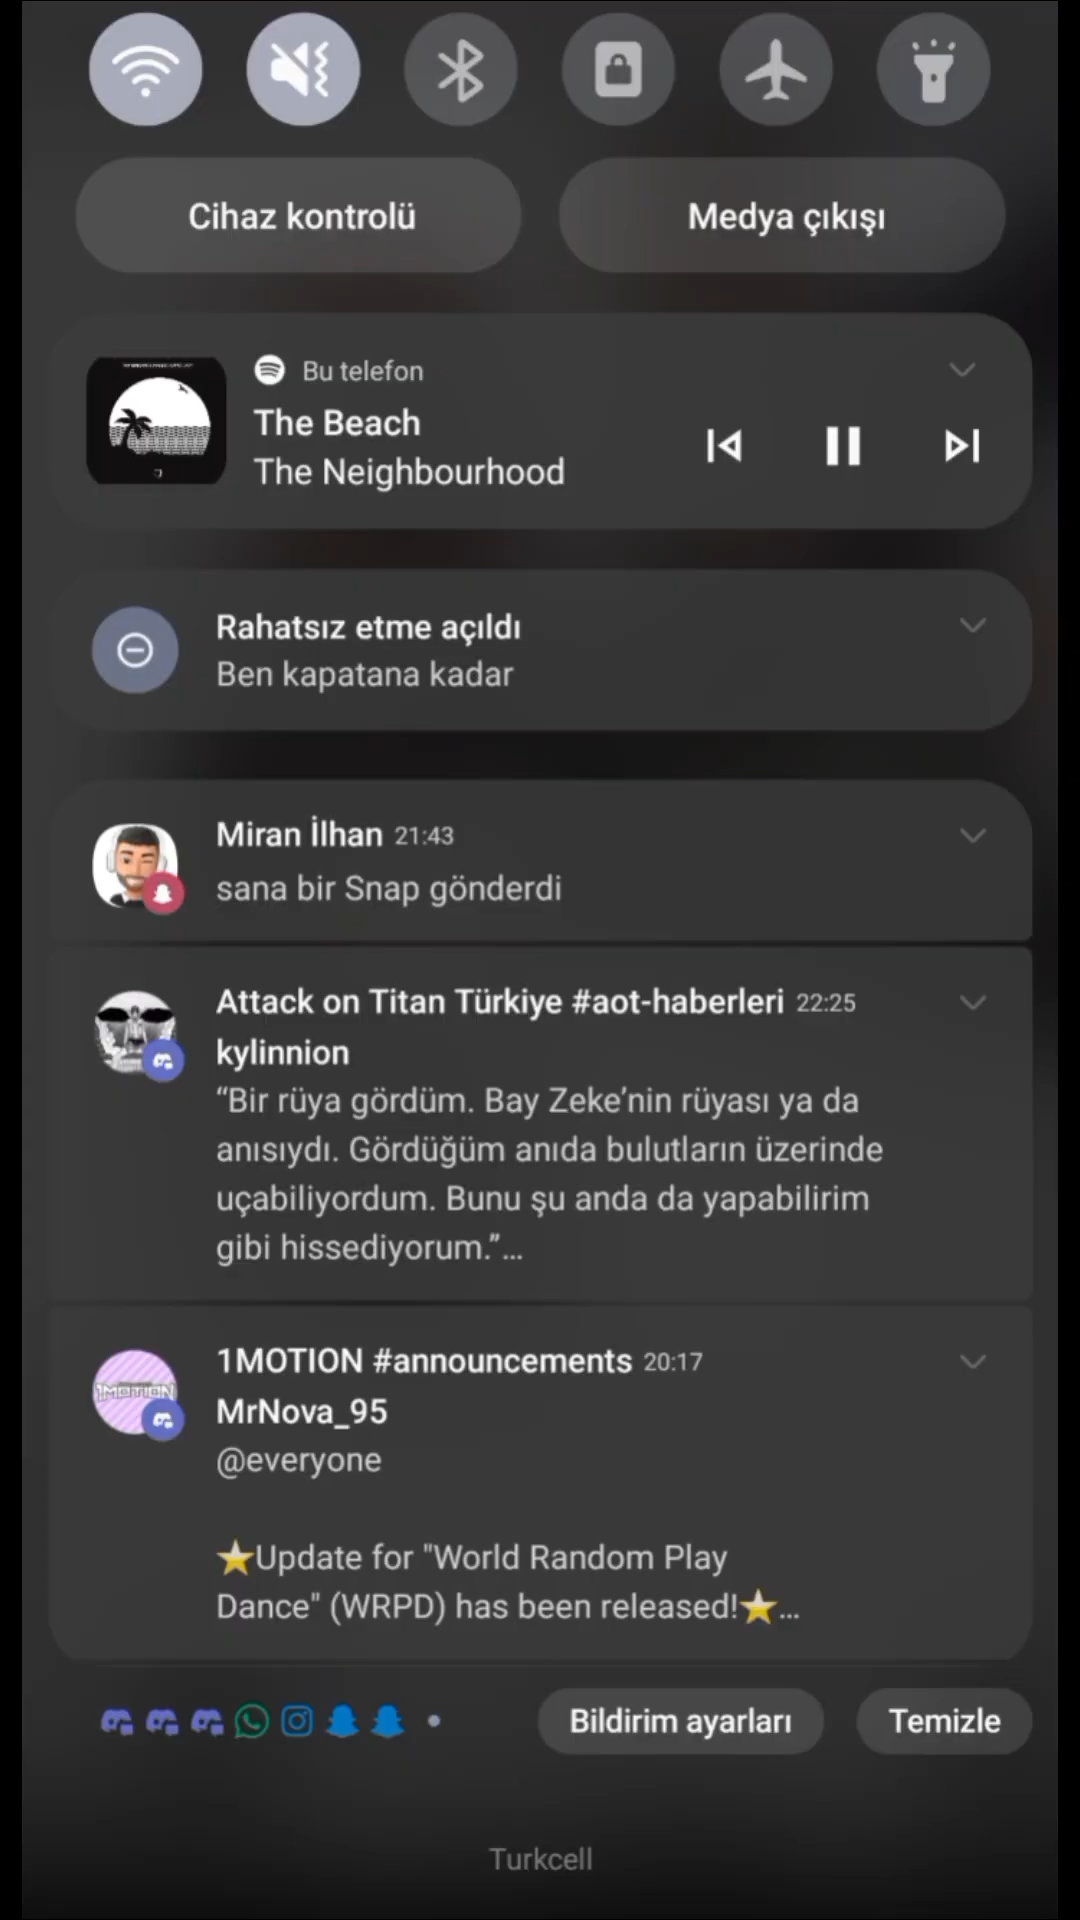 Cihaz kontrolü
Medya çıkışı
Bu telefon
The Beach
The Neighbourhood
Rahatsız etme açıldı
Ben kapatana kadar
Miran İlhan 21:43
sana bir Snap gönderdi
Attack on Titan Türkiye #aot-haberleri 22:25
kylinnion
“Bir rüya gördüm. Bay Zeke’nin rüyası ya da
anısıydı. Gördüğüm anıda bulutların üzerinde
uçabiliyordum. Bunu şu anda da yapabilirim
gibi hissediyorum.”...
1MOTION
1MOTION #announcements 20:17
MrNova_95
@everyone
⭐Update for "World Random Play
Dance" (WRPD) has been released!⭐...
Bildirim ayarları
Temizle
Turkcell